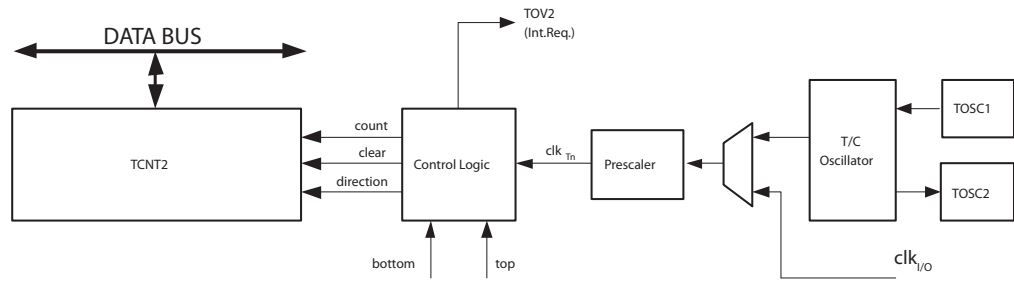 TOV2
(Int.Req.)
DATA BUS
TOSC1
count
T/C
Oscillator
clear
clk Tn
TCNT2
Control Logic
Prescaler
direction
TOSC2
bottom
top
clk I/O